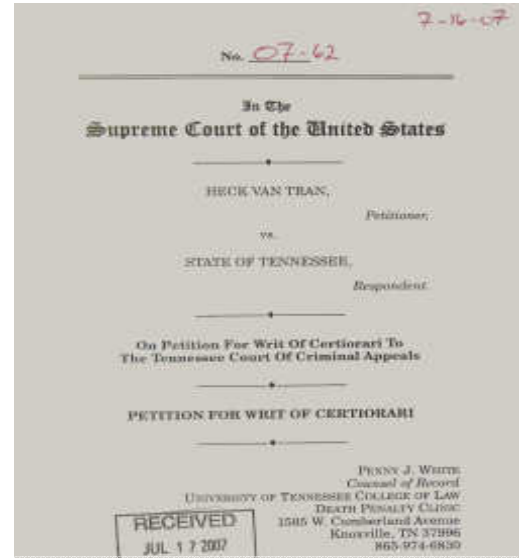 7-16-07
No. 07-62
In The
Supreme Court of the United States
HECK VAN TRAN,
Petitioner,
vs.
STATE OF TENNESSEE,
Respondent.
On Petition For Writ Of Certiorari To
The Tennessee Court Of Criminal Appeals
PETITION FOR WRIT OF CERTIORARI
PENNY J. WHITE
Counsel of Record
UNIVERSITY OF TENNESSEE COLLEGE OF LAW
DEATH PENALTY CLINIC
1505 W. Cumberland Avenue
Knoxville, TN 37996
865-974-6830
RECEIVED
JUL 17 2007